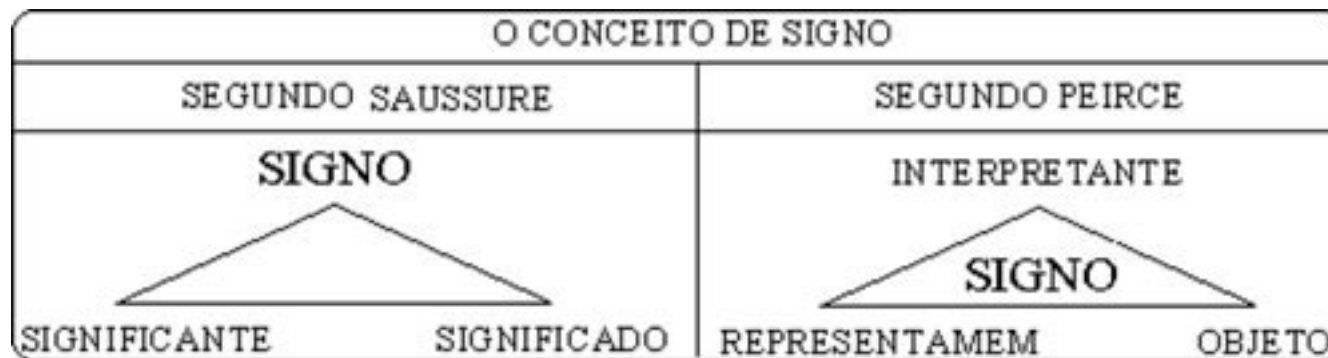 O CONCEITO DE SIGNO
SEGUNDO SAUSSURE
SEGUNDO PEIRCE
SIGNO
SIGNIFICANTE
SIGNIFICADO
INTERPRETANTE
SIGNO
REPRESENTAMEM
OBJETO